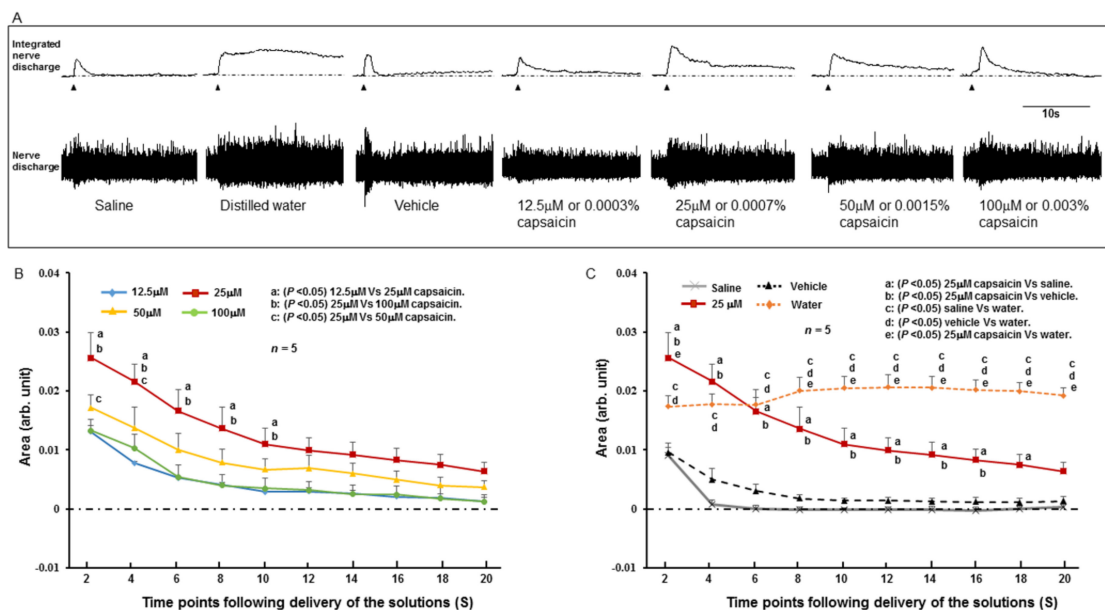 A
Integrated
nerve
discharge
10s
Nerve
discharge
Saline
Distilled water
Vehicle
12.5µM or 0.0003%
capsaicin
25µM or 0.0007%
capsaicin
50µM or 0.0015%
capsaicin
100µM or 0.003%
capsaicin
B
0.04
0.03
0.02
0.01
0
-0.01
Area (arb. unit)
12.5µM
25µM
50µM
100µM
a: (P <0.05) 12.5µM Vs 25µM capsaicin.
b: (P <0.05) 25µM Vs 100µM capsaicin.
c: (P <0.05) 25µM Vs 50µM capsaicin.
n = 5
a
b
c
a
b
c
a
b
a
b
a
b
2 4 6 8 10 12 14 16 18 20
Time points following delivery of the solutions (S)
C
0.04
0.03
0.02
0.01
0
-0.01
Area (arb. unit)
Saline
Vehicle
25 µM
Water
a: (P <0.05) 25µM capsaicin Vs saline.
b: (P <0.05) 25µM capsaicin Vs vehicle.
c: (P <0.05) saline Vs water.
d: (P <0.05) vehicle Vs water.
e: (P <0.05) 25µM capsaicin Vs water.
n = 5
a
b
e
c
d
a
b
c
d
c
d
a
b
c
d
e
a
b
c
d
e
a
b
c
d
e
a
b
c
d
e
a
b
c
d
e
a
b
c
d
e
a
b
c
d
e
2 4 6 8 10 12 14 16 18 20
Time points following delivery of the solutions (S)